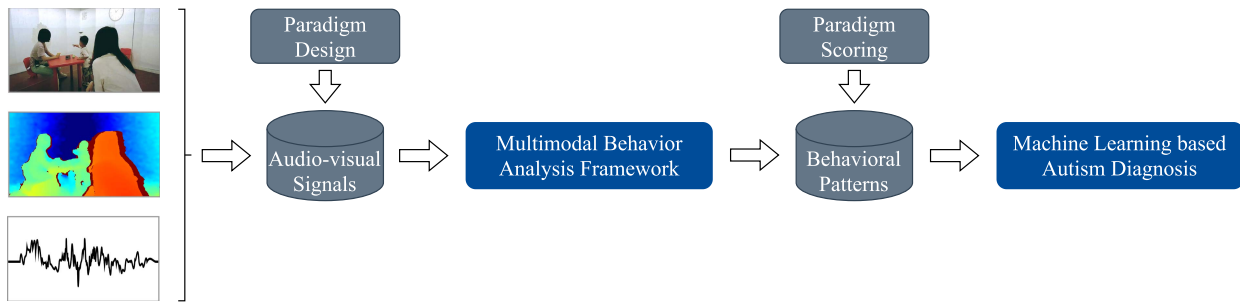 Paradigm
Design
Paradigm
Scoring
Audio-visual
Signals
Multimodal Behavior
Analysis Framework
Behavioral
Patterns
Machine Learning based
Autism Diagnosis